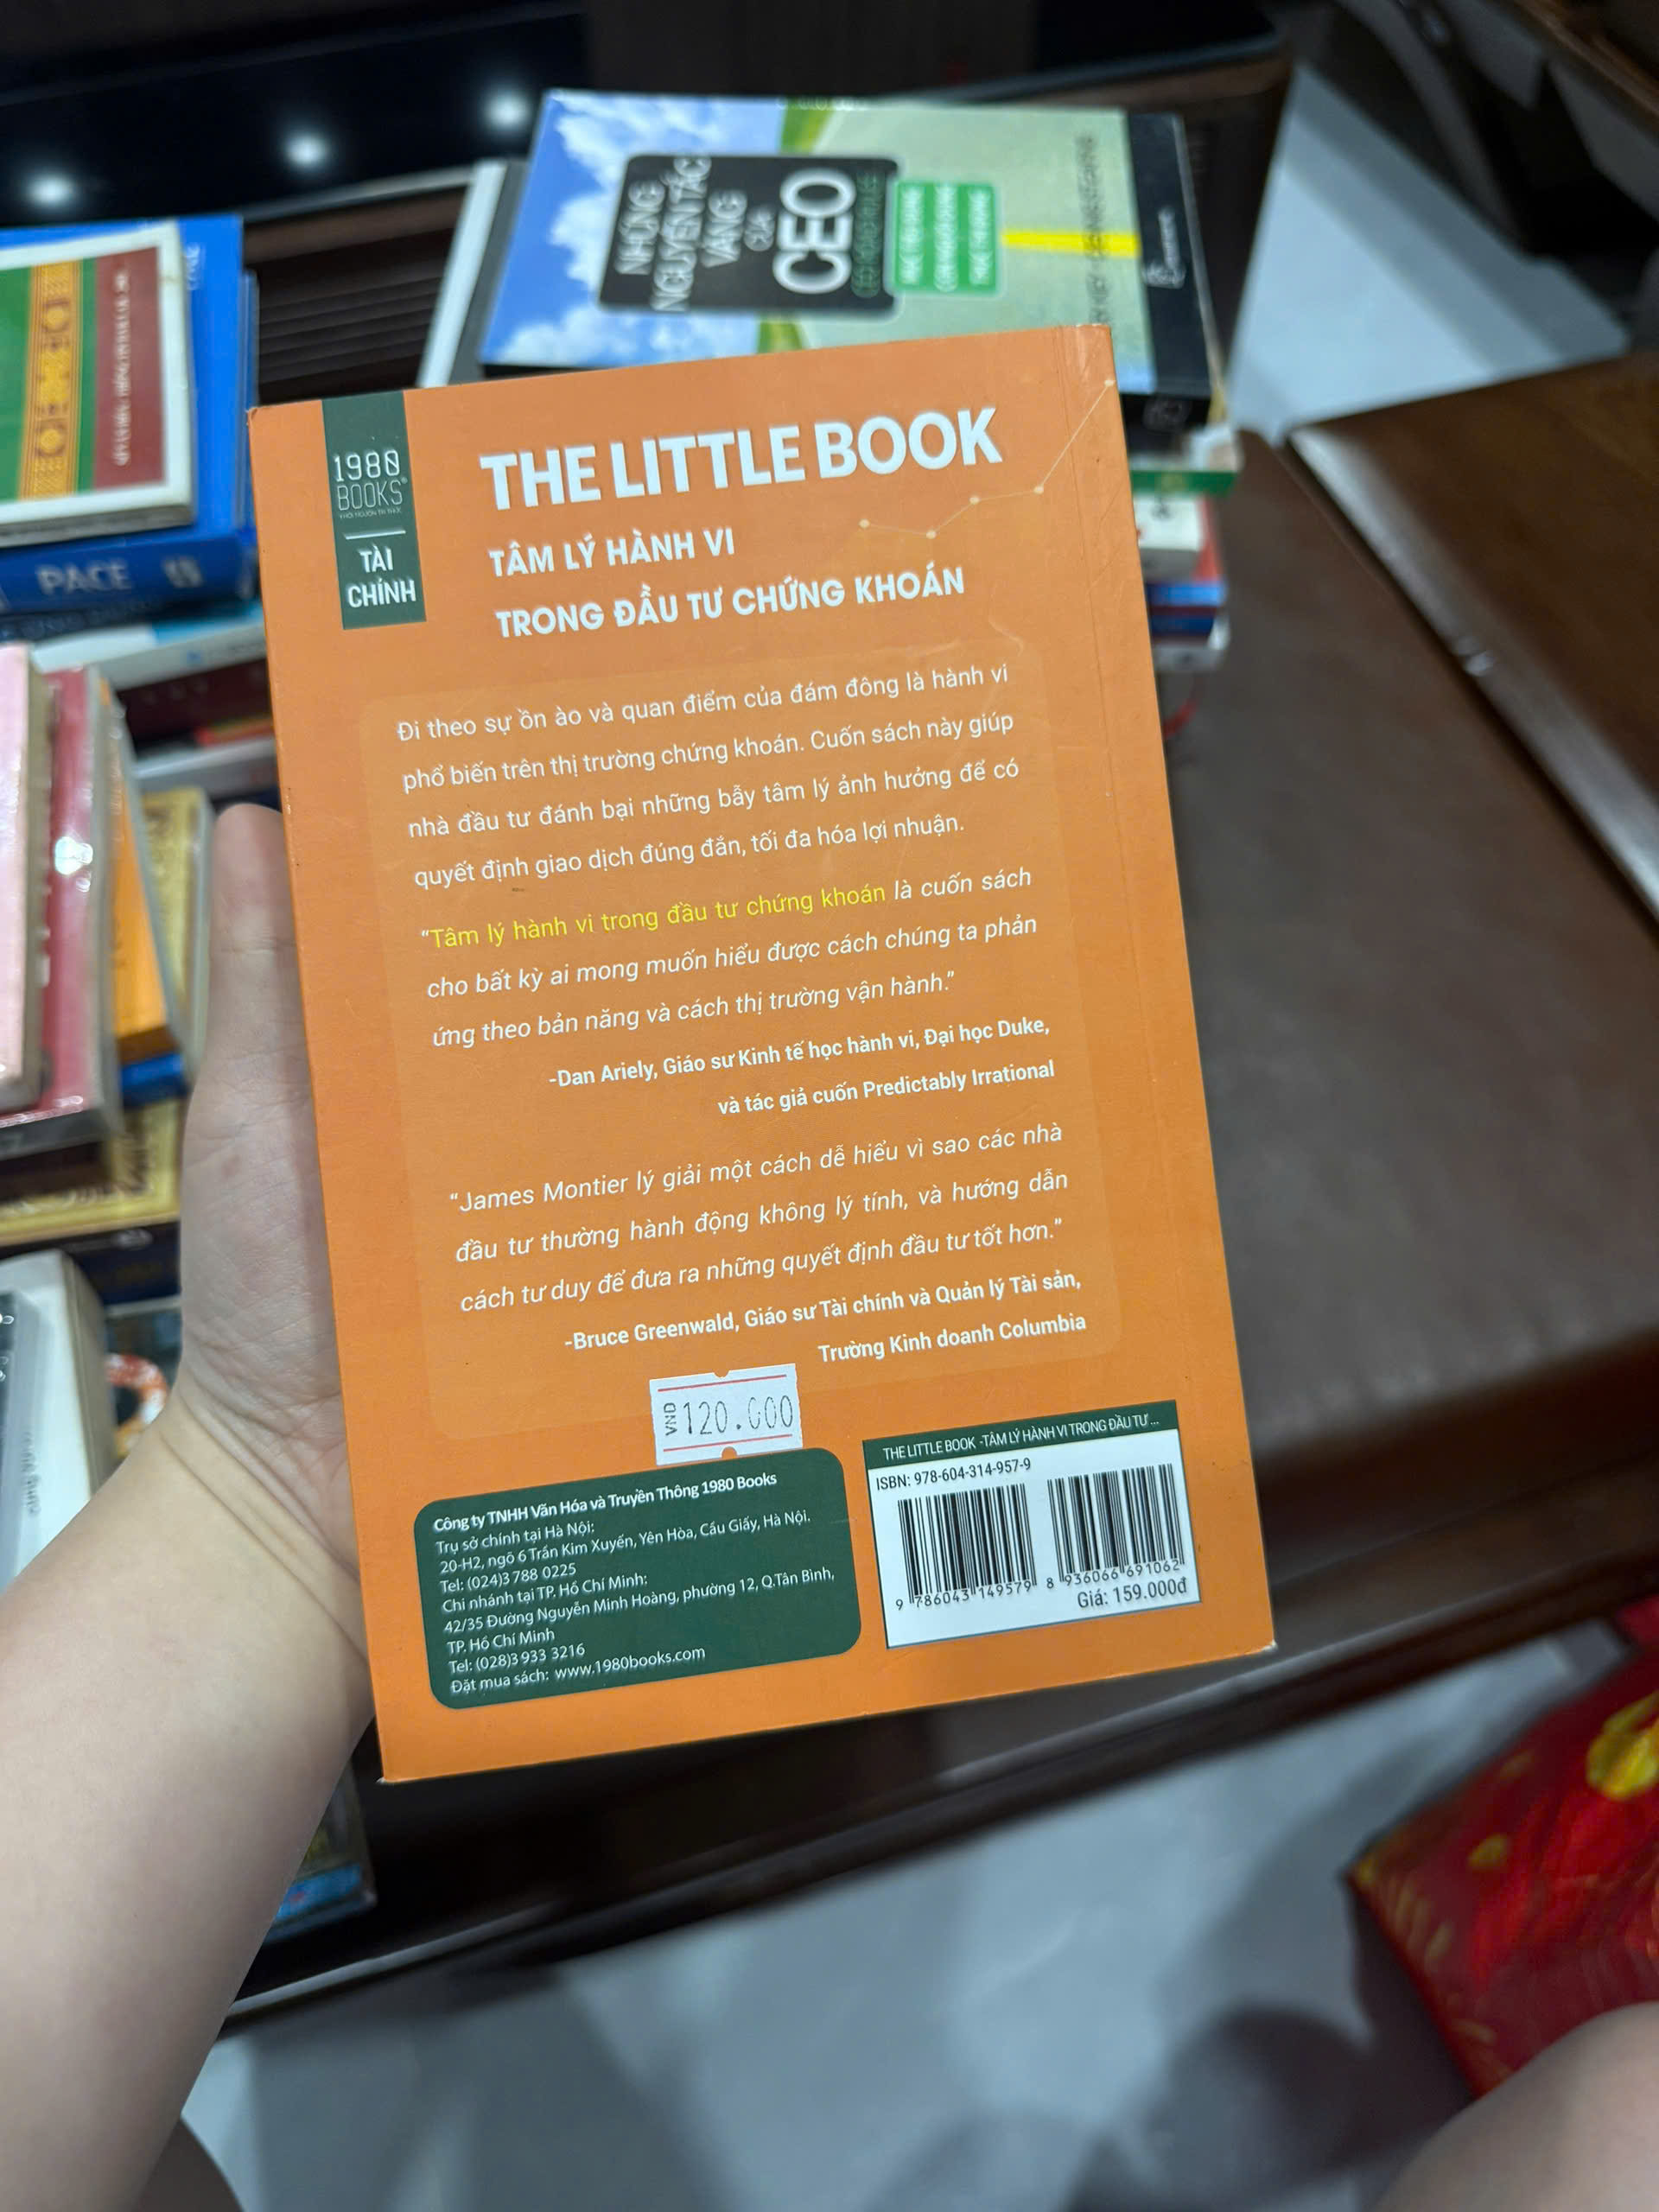 NHỮNG
NGUYÊN TẮC
VÀNG
CỦA
CEO
PACE
1980
BOOKS
TÀI
CHÍNH
THE LITTLE BOOK
TÂM LÝ HÀNH VI
TRONG ĐẦU TƯ CHỨNG KHOÁN
Đi theo sự ồn ào và quan điểm của đám đông là hành vi
phổ biến trên thị trường chứng khoán. Cuốn sách này giúp
nhà đầu tư đánh bại những bẫy tâm lý ảnh hưởng để có
quyết định giao dịch đúng đắn, tối đa hóa lợi nhuận.
“Tâm lý hành vi trong đầu tư chứng khoán là cuốn sách
cho bất kỳ ai mong muốn hiểu được cách chúng ta phản
ứng theo bản năng và cách thị trường vận hành.”
-Dan Ariely, Giáo sư Kinh tế học hành vi, Đại học Duke,
và tác giả cuốn Predictably Irrational
“James Montier lý giải một cách dễ hiểu vì sao các nhà
đầu tư thường hành động không lý tính, và hướng dẫn
cách tư duy để đưa ra những quyết định đầu tư tốt hơn.”
-Bruce Greenwald, Giáo sư Tài chính và Quản lý Tài sản,
Trường Kinh doanh Columbia
VND 120.000
Công ty TNHH Văn Hóa và Truyền Thông 1980 Books
Trụ sở chính tại Hà Nội:
20-H2, ngõ 6 Trần Kim Xuyến, Yên Hòa, Cầu Giấy, Hà Nội.
Tel: (024)3 788 0225
Chi nhánh tại TP. Hồ Chí Minh:
42/35 Đường Nguyễn Minh Hoàng, phường 12, Q.Tân Bình,
TP. Hồ Chí Minh
Tel: (028)3 933 3216
Đặt mua sách: www.1980books.com
THE LITTLE BOOK -TÂM LÝ HÀNH VI TRONG ĐẦU TƯ ...
ISBN: 978-604-314-957-9
9 786043 149579
8 936066 691062
Giá: 159.000đ